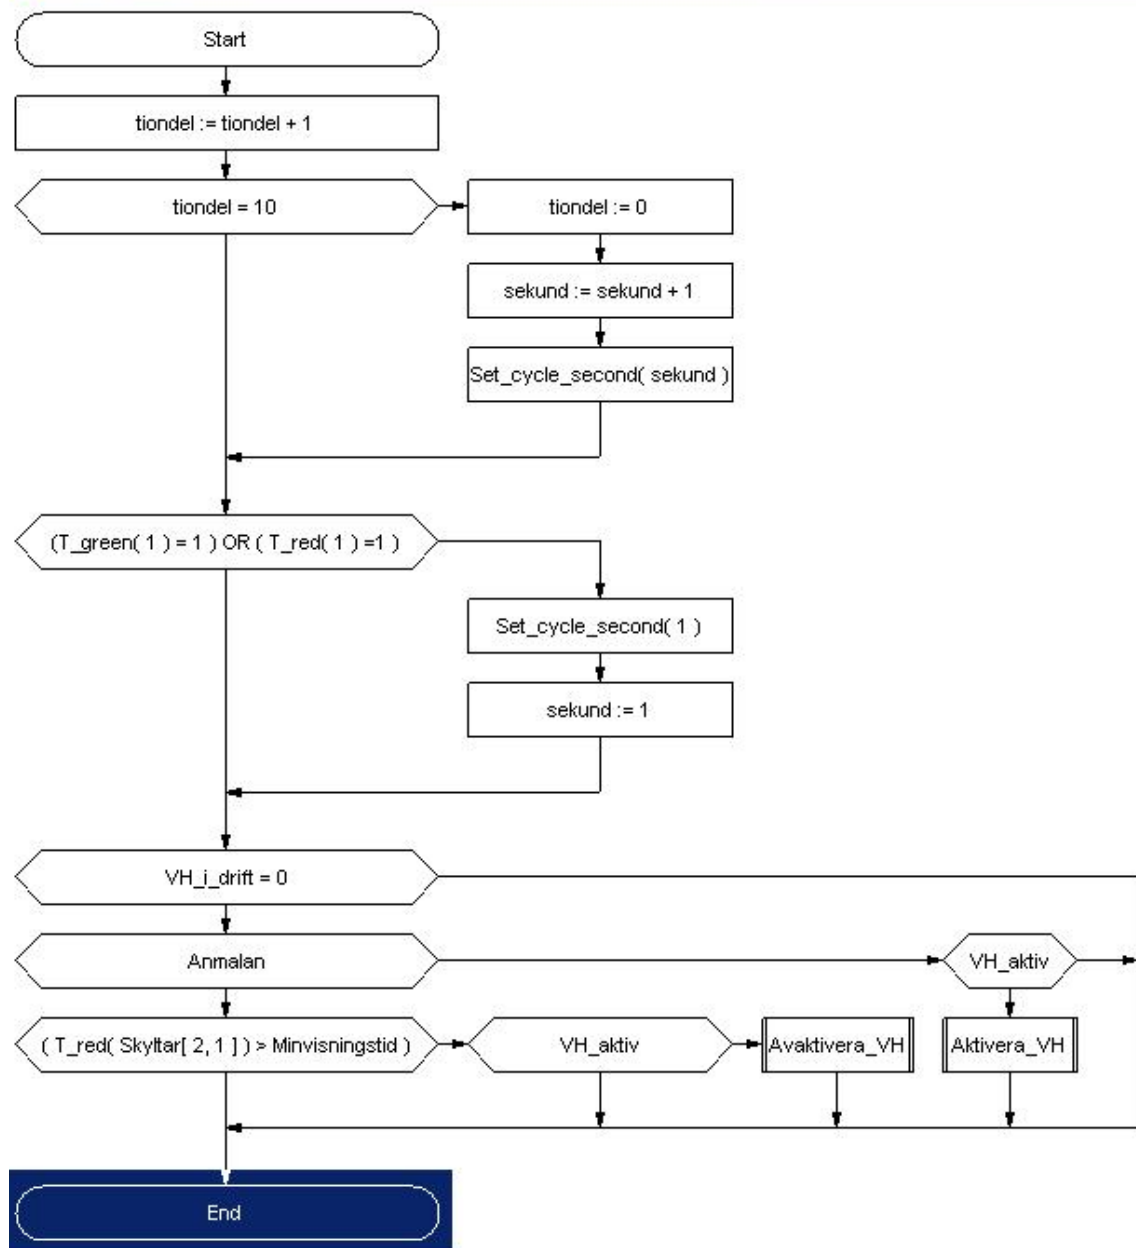 Start
tiondel := tiondel + 1
tiondel = 10
tiondel := 0
sekund := sekund + 1
Set_cycle_second( sekund )
(T_green( 1 ) = 1 ) OR ( T_red( 1 ) =1 )
Set_cycle_second( 1 )
sekund := 1
VH_i_drift = 0
Anmalan
VH_aktiv
( T_red( Skyltar[ 2, 1 ] ) > Minvisningstid )
VH_aktiv
Avaktivera_VH
Aktivera_VH
End